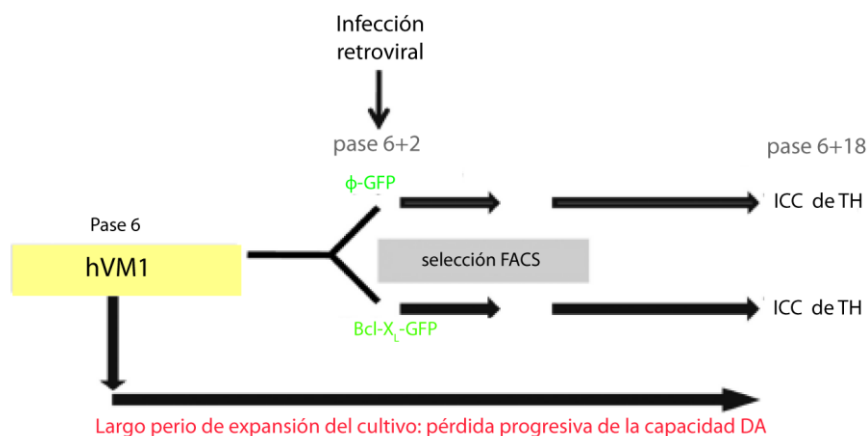 Infección
retroviral
pase 6+2
pase 6+18
ϕ-GFP
ICC de TH
Pase 6
hVM1
selección FACS
Bcl-XL-GFP
ICC de TH
Largo perio de expansión del cultivo: pérdida progresiva de la capacidad DA